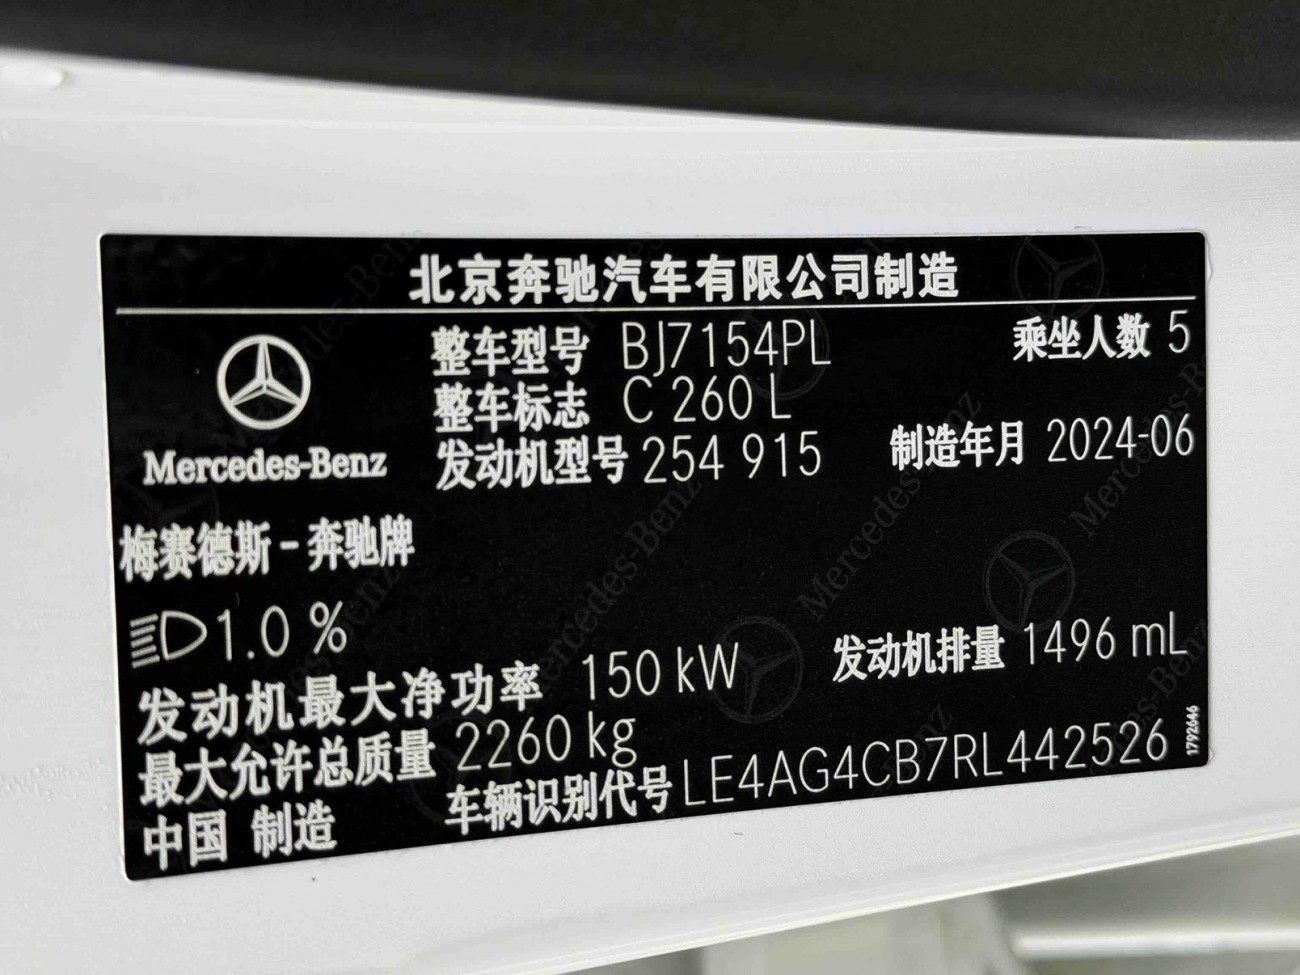 北京奔驰汽车有限公司制造
整车型号 BJ7154PL 乘坐人数 5
整车标志 C 260 L
发动机型号 254 915 制造年月 2024-06
Mercedes-Benz
梅赛德斯-奔驰牌
1.0 %
发动机最大净功率 150 kW 发动机排量 1496 mL
最大允许总质量 2260 kg
中国 制造 车辆识别代号 LE4AG4CB7RL442526
1792646